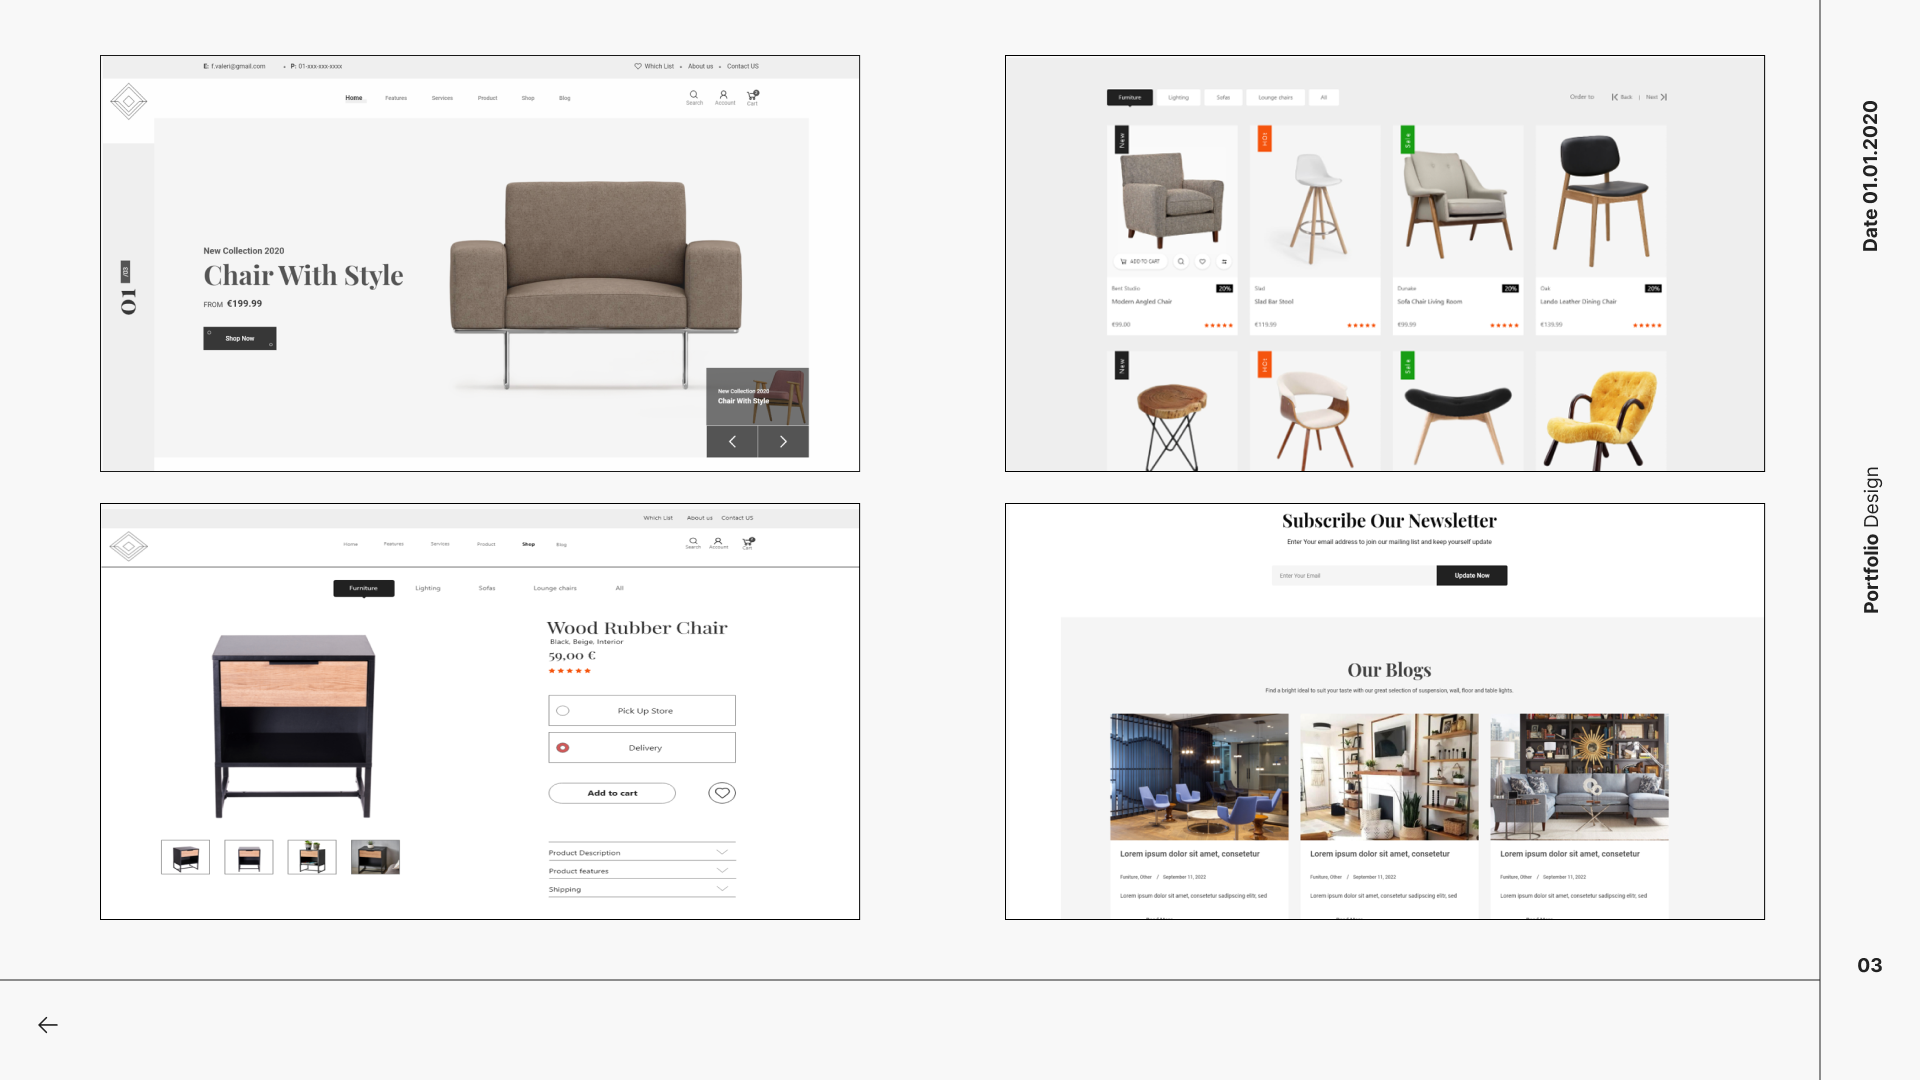 E: f.valeri@gmail.com • P: 01-xxx-xxx-xxxx
Which List • About us • Contact US
Home Features Services Product Shop Blog
Search Account Cart
01 /03
New Collection 2020
Chair With Style
FROM €199.99
Shop Now
New Collection 2020
Chair With Style
Furniture Lighting Sofas Lounge chairs All
Order to Back | Next
New
HOT
Sale
ADD TO CART
Bent Studio 20%
Modern Angled Chair
€99.00
Slad
Slad Bar Stool
€119.99
Dunake 20%
Sofa Chair Living Room
€99.99
Oak 20%
Lando Leather Dining Chair
€139.99
New
HOT
Sale
Which List About us Contact US
Home Features Services Product Shop Blog
Search Account Cart
Furniture Lighting Sofas Lounge chairs All
Wood Rubber Chair
Black, Beige, Interior
59,00 €
Pick Up Store
Delivery
Add to cart
Product Description
Product features
Shipping
Subscribe Our Newsletter
Enter Your email address to join our mailing list and keep yourself update
Enter Your Email
Update Now
Our Blogs
Find a bright ideal to suit your taste with our great selection of suspension, wall, floor and table lights.
Lorem ipsum dolor sit amet, consetetur
Funiture, Other / September 11, 2022
Lorem ipsum dolor sit amet, consetetur sadipscing elitr, sed
Lorem ipsum dolor sit amet, consetetur
Funiture, Other / September 11, 2022
Lorem ipsum dolor sit amet, consetetur sadipscing elitr, sed
Lorem ipsum dolor sit amet, consetetur
Funiture, Other / September 11, 2022
Lorem ipsum dolor sit amet, consetetur sadipscing elitr, sed
Date 01.01.2020
Portfolio Design
03